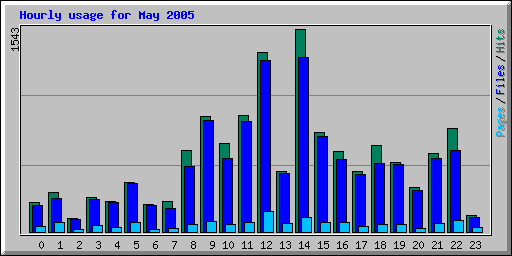 Hourly usage for May 2005
1543
Pages/Files/Hits
0 1 2 3 4 5 6 7 8 9 10 11 12 13 14 15 16 17 18 19 20 21 22 23